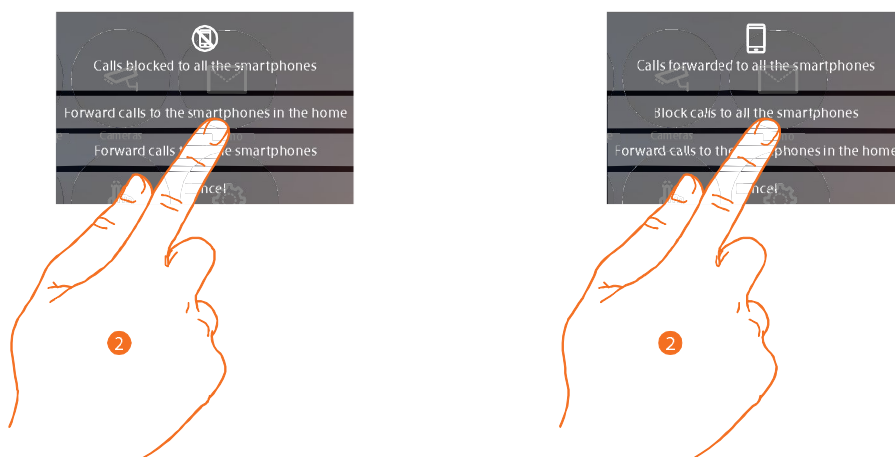 Calls blocked to all the smartphones
Forward calls to the smartphones in the home
Cameras
Forward calls smartphones
2
Calls forwarded to all the smartphones
Block calls to all the smartphones
Cameras
Forward calls to the phones in the home
2